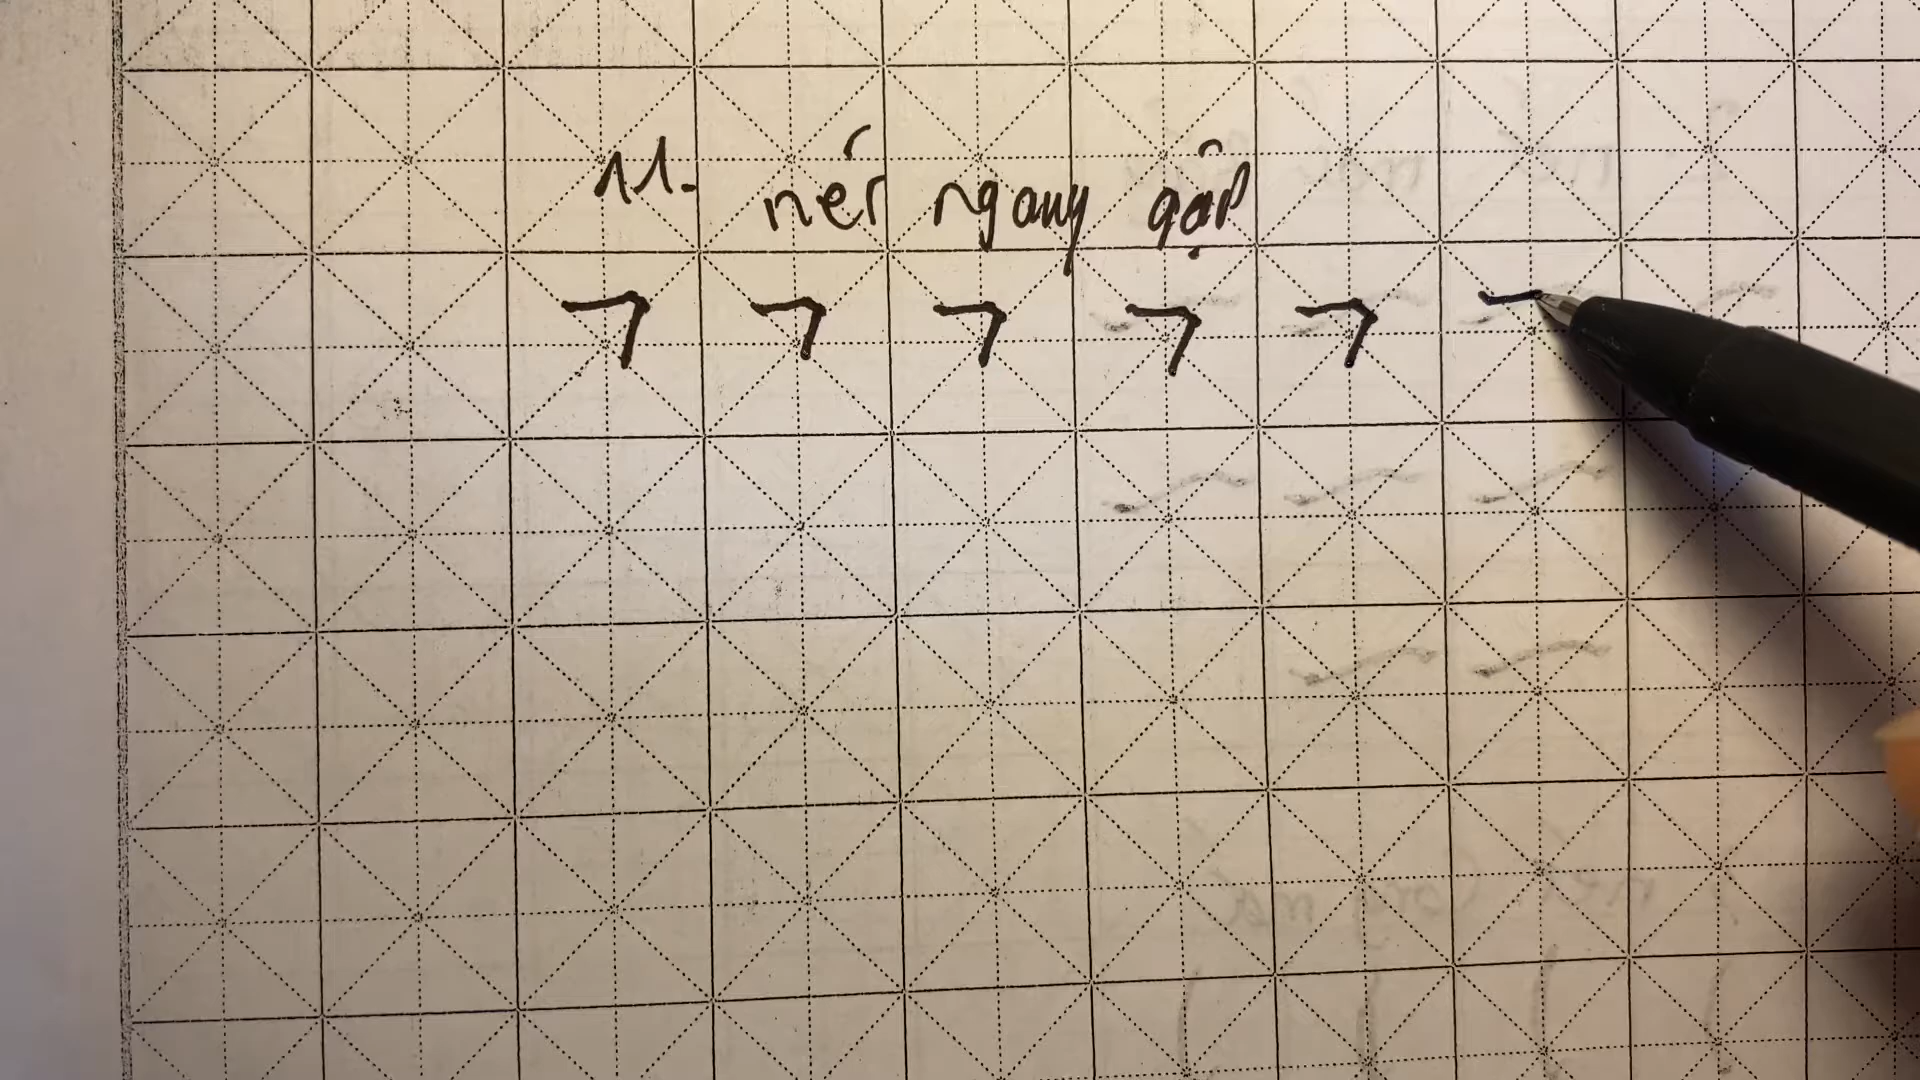 11. nét ngang gập
㇕ ㇕ ㇕ ㇕ ㇕